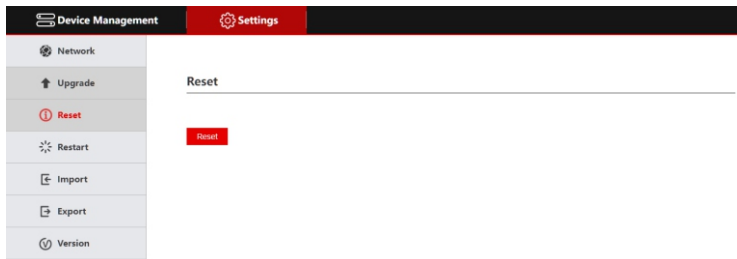 Device Management
Settings
Network
Upgrade
Reset
Restart
Import
Export
Version
Reset
Reset